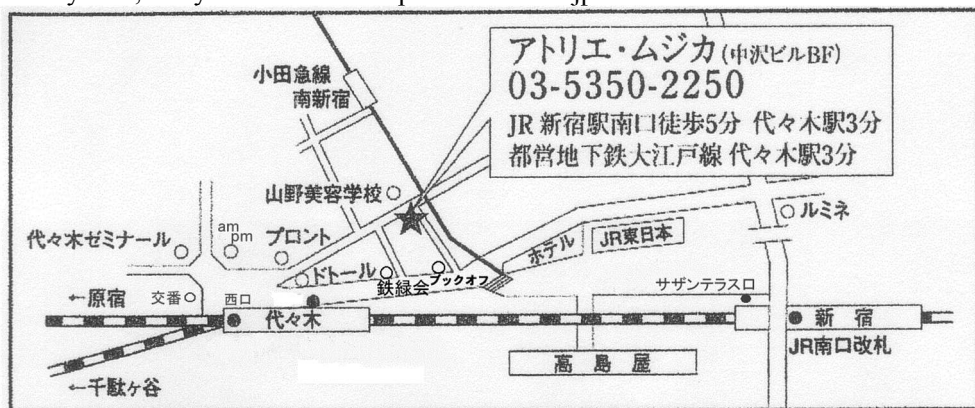 アトリエ・ムジカ(中沢ビルBF)
03-5350-2250
JR 新宿駅南口徒歩5分 代々木駅3分
都営地下鉄大江戸線 代々木駅3分
小田急線
南新宿
山野美容学校
ルミネ
代々木ゼミナール
am
pm
プロント
ホテル
JR東日本
ドトール
鉄緑会
ブックオフ
サザンテラス口
←原宿
交番
西口
代々木
新宿
JR南口改札
高島屋
←千駄ヶ谷